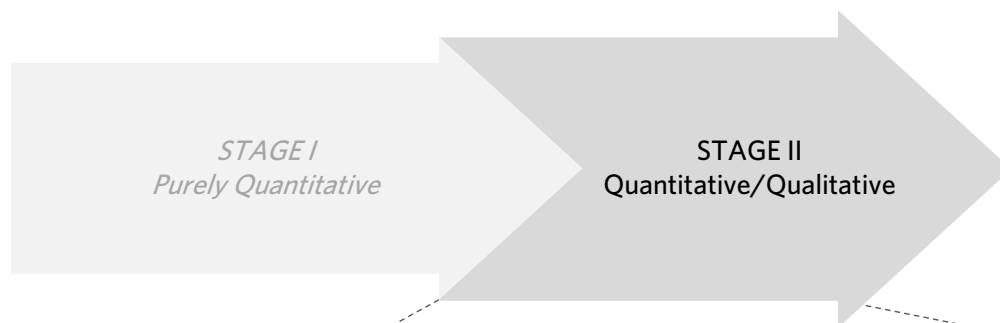 STAGE I
Purely Quantitative
STAGE II
Quantitative/Qualitative